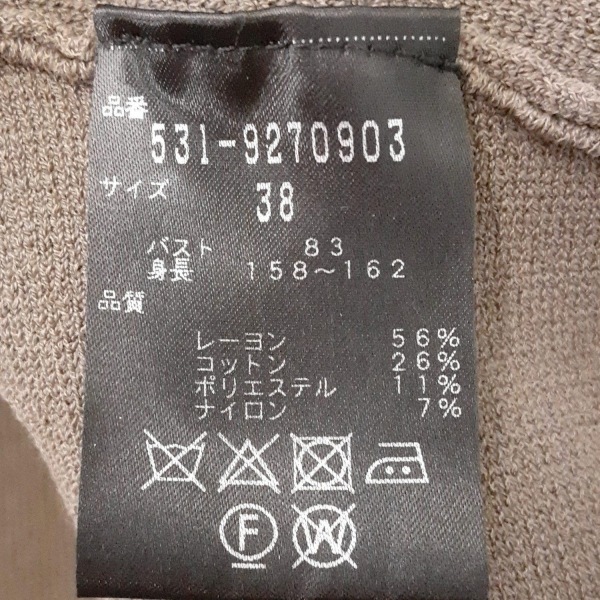 品番
531-9270903
サイズ 38
バスト 83
身長 158～162
品質
レーヨン 56%
コットン 26%
ポリエステル 11%
ナイロン 7%
F W